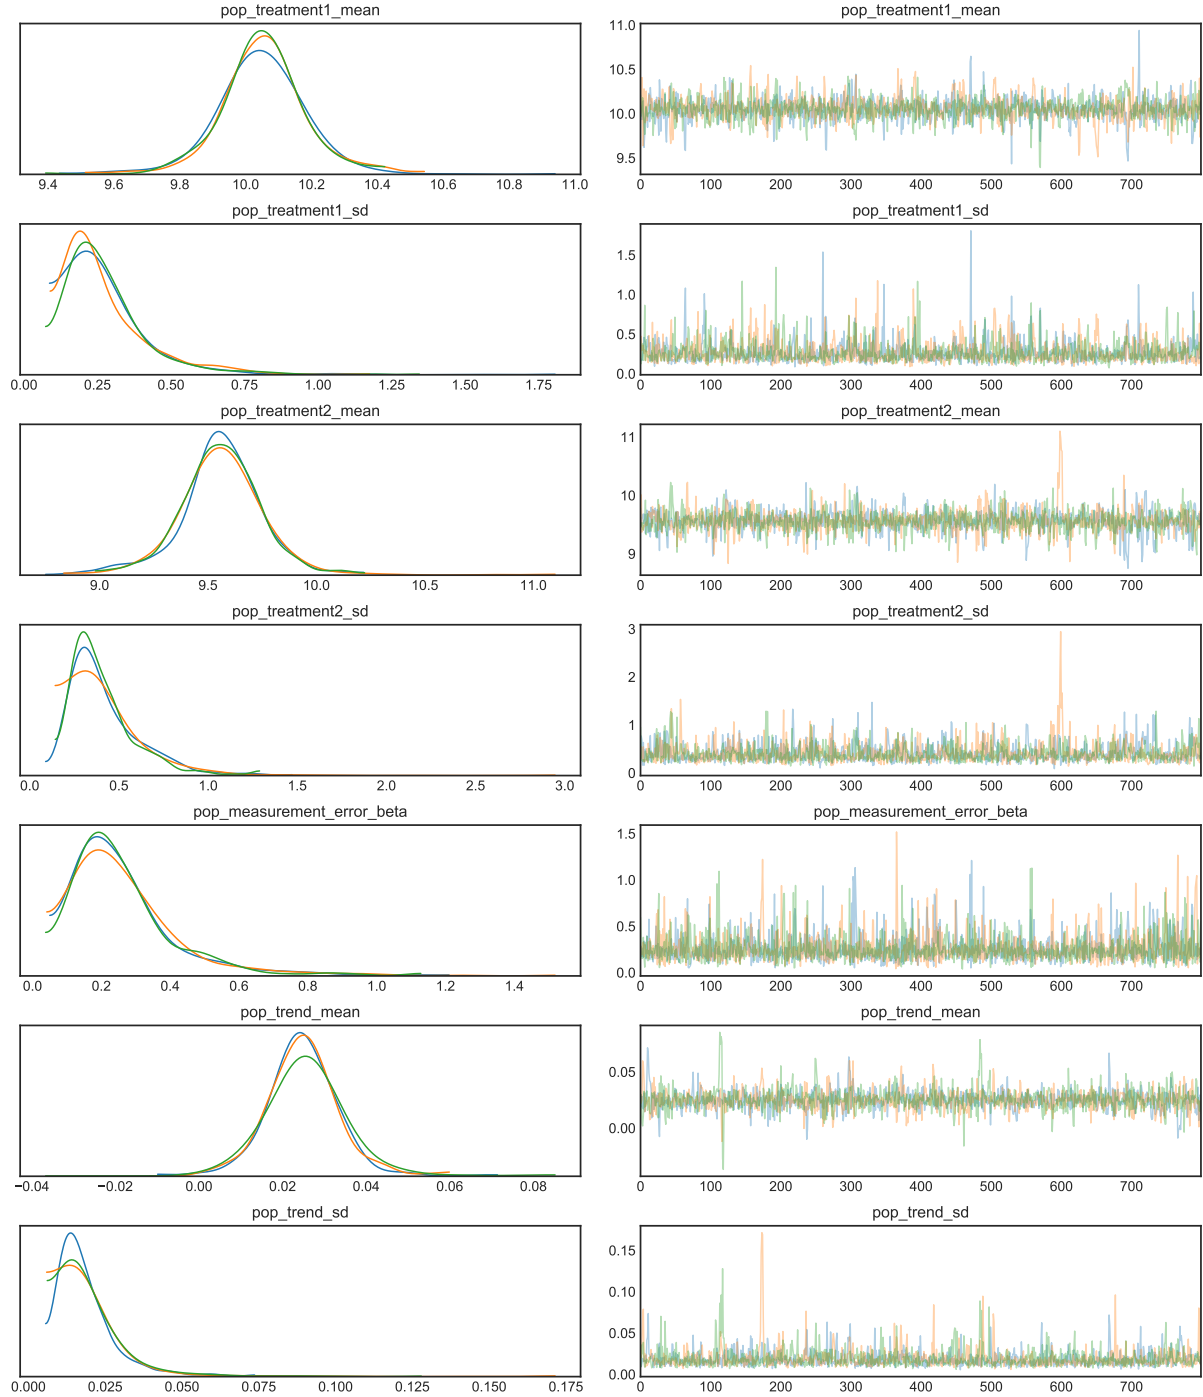 pop_treatment1_mean pop_treatment1_mean
11.0
10.5
10.0
9.5
9.4 9.6 9.8 10.0 10.2 10.4 10.6 10.8 11.0 0 100 200 300 400 500 600 700
pop_treatment1_sd pop_treatment1_sd
1.5
1.0
0.5
0.0
0.00 0.25 0.50 0.75 1.00 1.25 1.50 1.75 0 100 200 300 400 500 600 700
pop_treatment2_mean pop_treatment2_mean
11
10
9
9.0 9.5 10.0 10.5 11.0 0 100 200 300 400 500 600 700
pop_treatment2_sd pop_treatment2_sd
3
2
1
0
0.0 0.5 1.0 1.5 2.0 2.5 3.0 0 100 200 300 400 500 600 700
pop_measurement_error_beta pop_measurement_error_beta
1.5
1.0
0.5
0.0
0.0 0.2 0.4 0.6 0.8 1.0 1.2 1.4 0 100 200 300 400 500 600 700
pop_trend_mean pop_trend_mean
0.05
0.00
−0.04 −0.02 0.00 0.02 0.04 0.06 0.08 0 100 200 300 400 500 600 700
pop_trend_sd pop_trend_sd
0.15
0.10
0.05
0.00
0.000 0.025 0.050 0.075 0.100 0.125 0.150 0.175 0 100 200 300 400 500 600 700